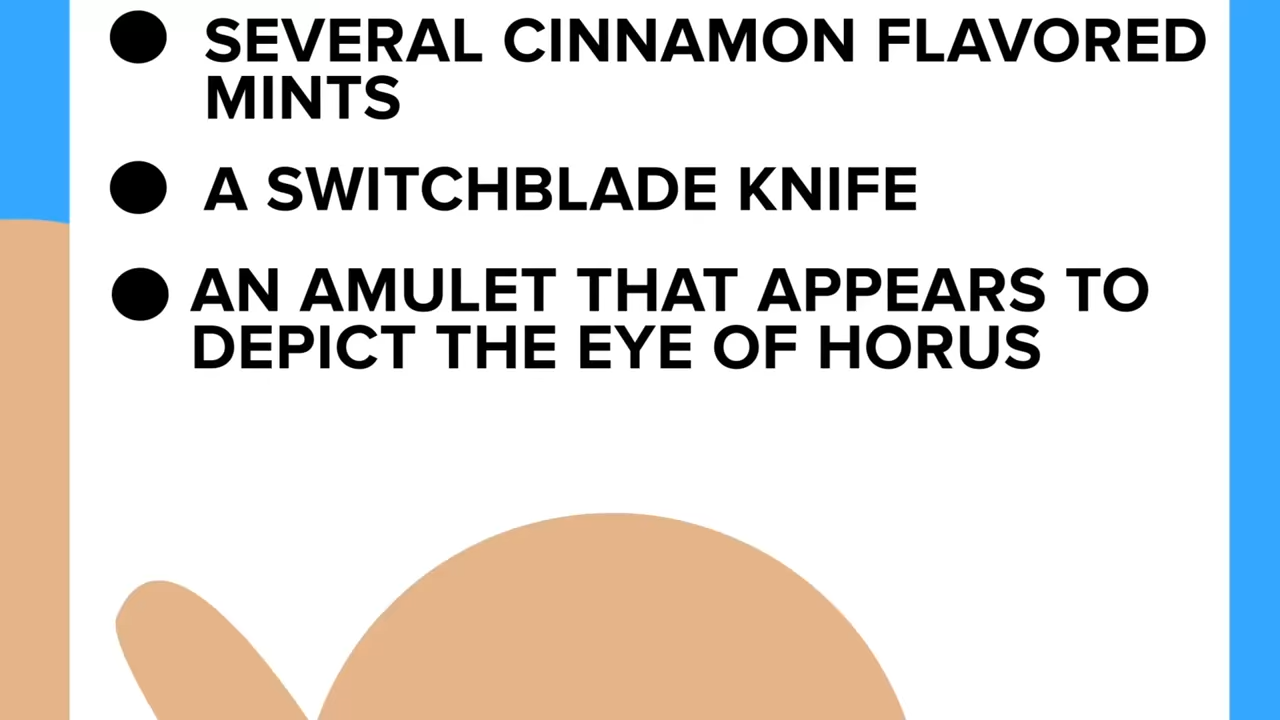 ● SEVERAL CINNAMON FLAVORED
MINTS
● A SWITCHBLADE KNIFE
● AN AMULET THAT APPEARS TO
DEPICT THE EYE OF HORUS